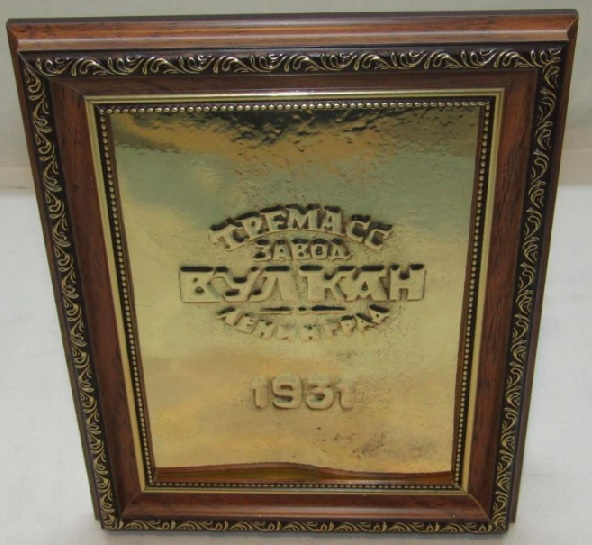 ТРЕМАСС
ЗАВОД
ВУЛКАН
ЛЕНИНГРАД
1931